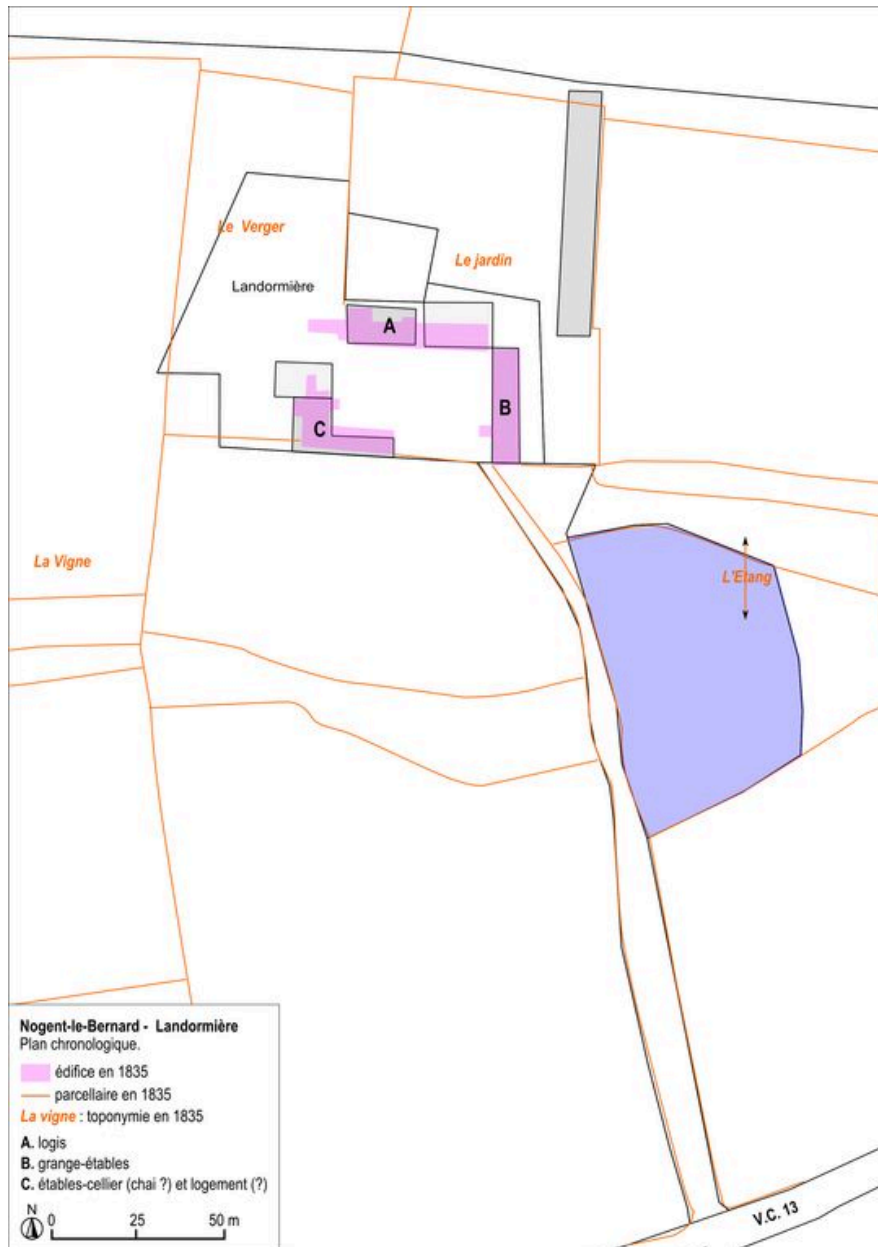 Le Verger
Le jardin
Landormière
A
B
C
La Vigne
L'Etang
Nogent-le-Bernard - Landormière
Plan chronologique.
édifice en 1835
parcellaire en 1835
La vigne : toponymie en 1835
A. logis
B. grange-étables
C. étables-cellier (chai ?) et logement (?)
N
0 25 50 m
V.C. 13